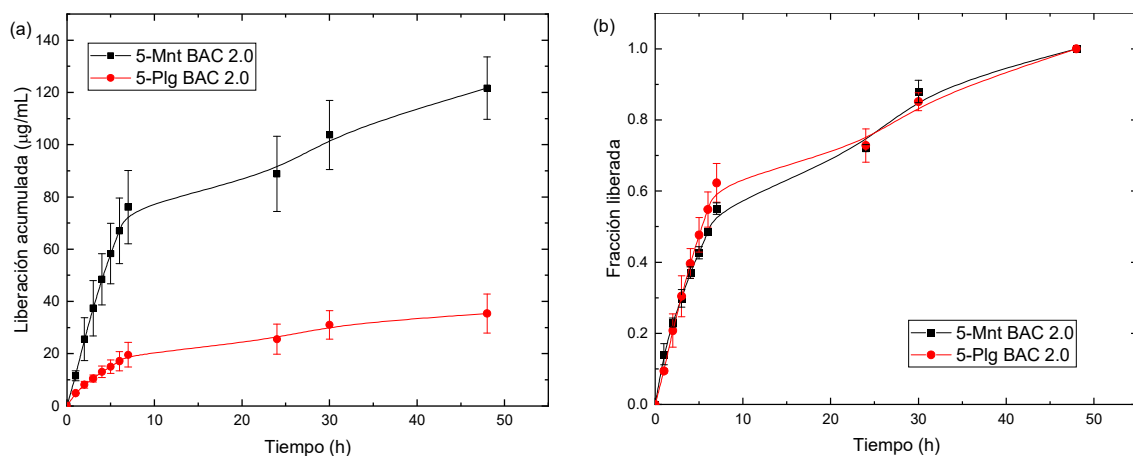 (a)
140
120
100
80
60
40
20
0
Liberación acumulada (μg/mL)
5-Mnt BAC 2.0
5-Plg BAC 2.0
0 10 20 30 40 50
Tiempo (h)
(b)
1.0
0.8
0.6
0.4
0.2
0.0
Fracción liberada
5-Mnt BAC 2.0
5-Plg BAC 2.0
0 10 20 30 40 50
Tiempo (h)